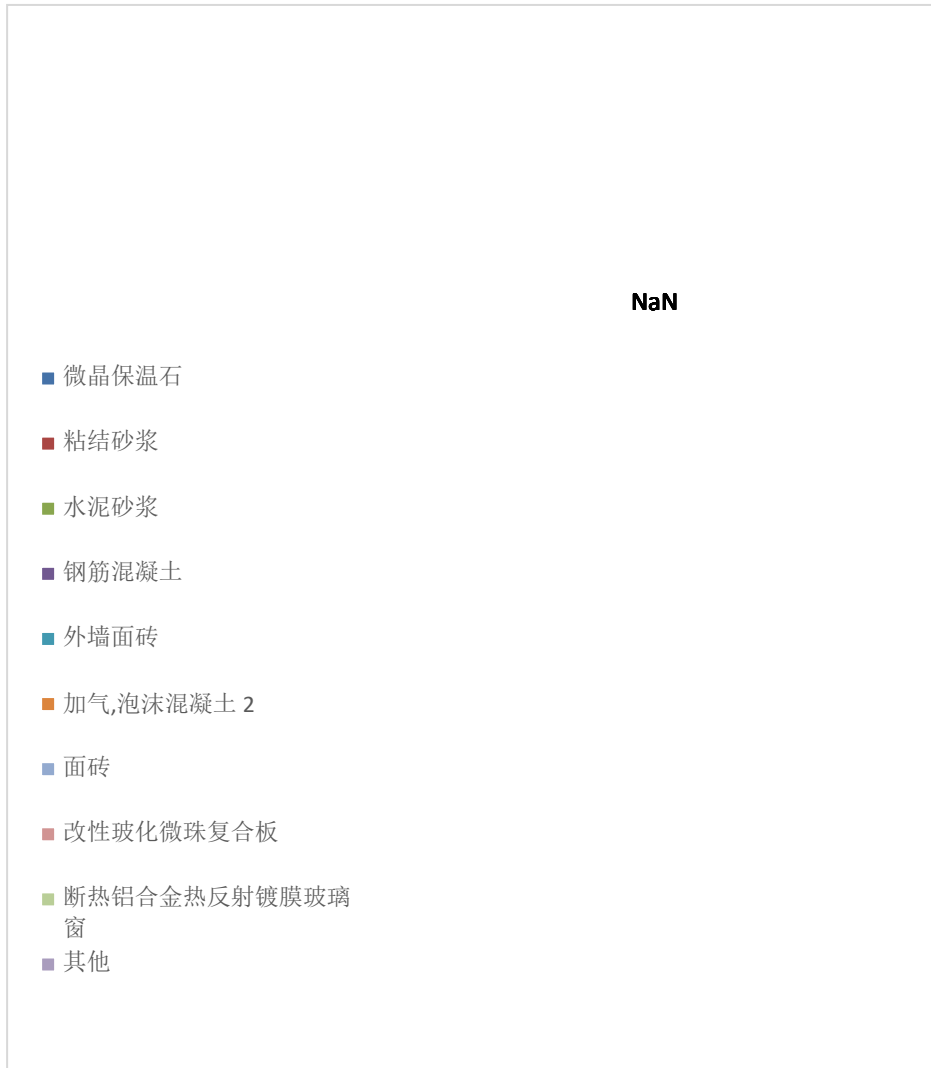 NaN
微晶保温石
粘结砂浆
水泥砂浆
钢筋混凝土
外墙面砖
加气,泡沫混凝土 2
面砖
改性玻化微珠复合板
断热铝合金热反射镀膜玻璃
窗
其他